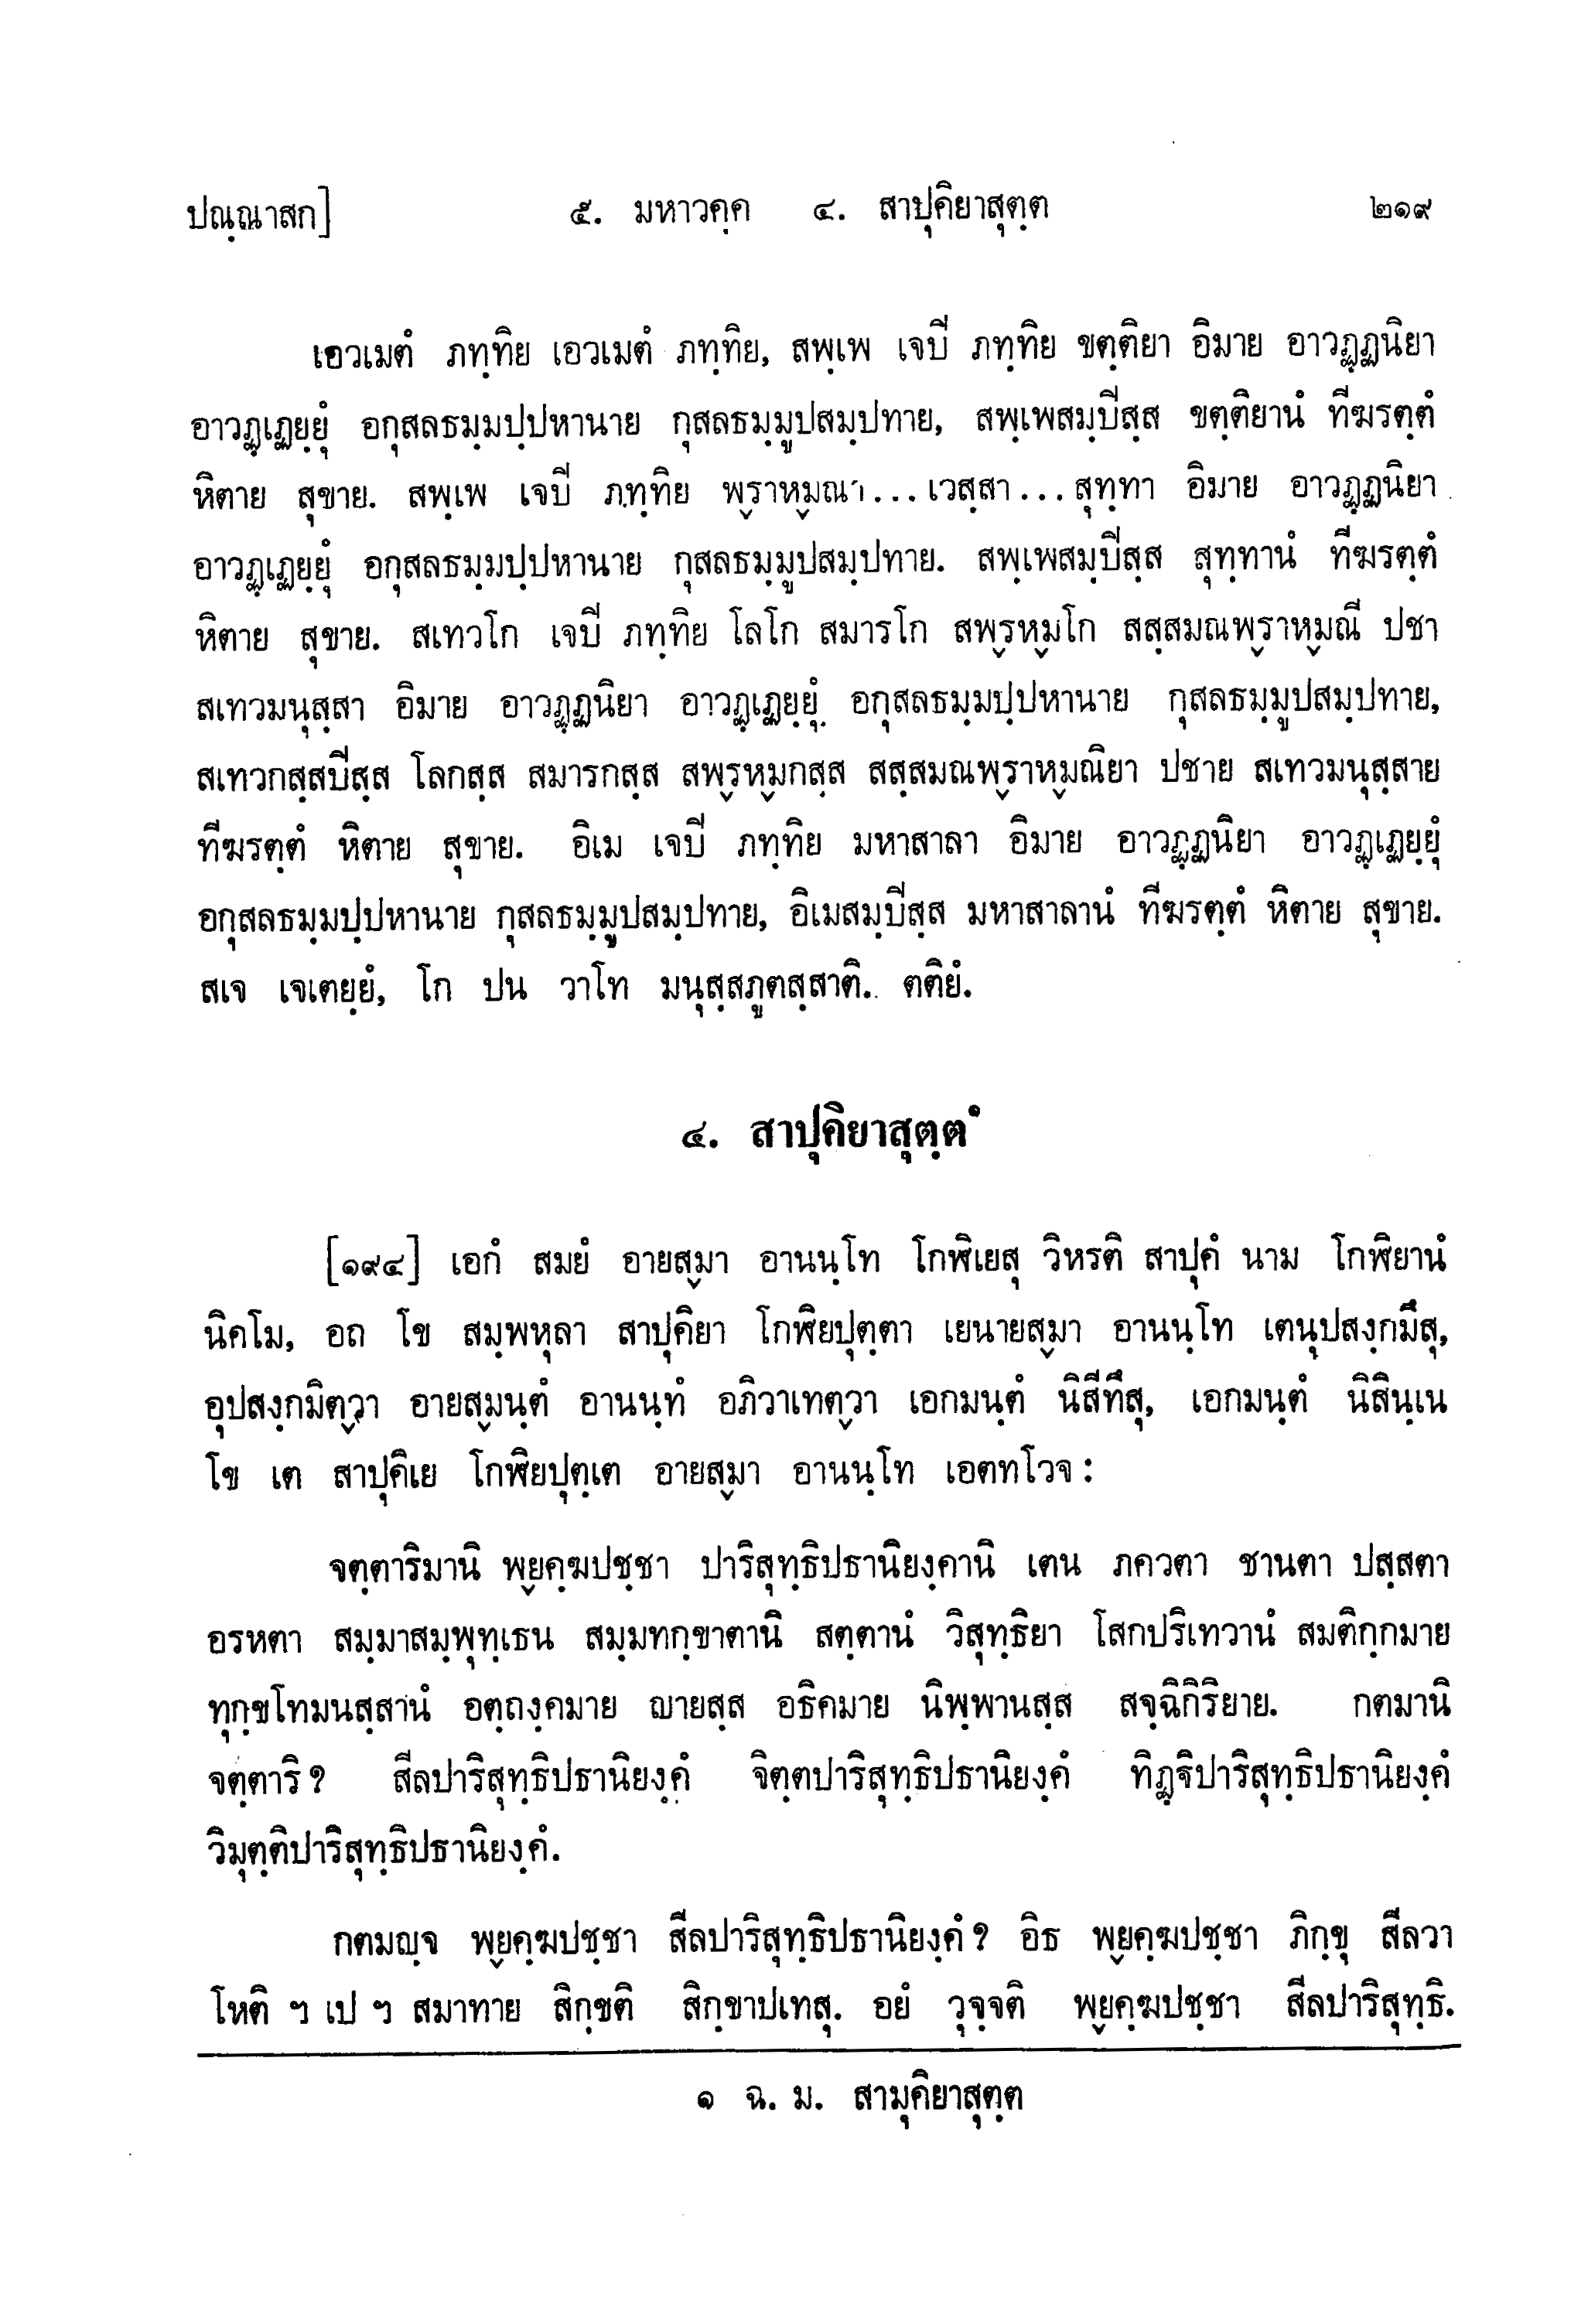 ปณฺณาสก]	๕. มหาวคฺค ๔. สาปุคิยาสุตฺต	๒๑๙
เอวเมตํ ภทฺทิย เอวเมตํ ภทฺทิย, สพฺเพ เจปิ ภทฺทิย ขตฺติยา อิมาย อาวฏฺฏนิยา
อาวฏฺเฏยฺยุํ อกุสลธมฺมปฺปหานาย กุสลธมฺมูปสมฺปทาย, สพฺเพสมฺปิสฺส ขตฺติยานํ ทีฆรตฺตํ
หิตาย สุขาย. สพฺเพ เจปิ ภทฺทิย พฺราหฺมณา...เวสฺสา...สุทฺทา อิมาย อาวฏฺฏนิยา
อาวฏฺเฏยฺยุํ อกุสลธมฺมปฺปหานาย กุสลธมฺมูปสมฺปทาย. สพฺเพสมฺปิสฺส สุทฺทานํ ทีฆรตฺตํ
หิตาย สุขาย. สเทวโก เจปิ ภทฺทิย โลโก สมารโก สพฺรหฺมโก สสฺสมณพฺราหฺมณี ปชา
สเทวมนุสฺสา อิมาย อาวฏฺฏนิยา อาวฏฺเฏยฺยุํ อกุสลธมฺมปฺปหานาย กุสลธมฺมูปสมฺปทาย,
สเทวกสฺสปิสฺส โลกสฺส สมารกสฺส สพฺรหฺมกสฺส สสฺสมณพฺราหฺมณิยา ปชาย สเทวมนุสฺสาย
ทีฆรตฺตํ หิตาย สุขาย. อิเม เจปิ ภทฺทิย มหาสาลา อิมาย อาวฏฺฏนิยา อาวฏฺเฏยฺยุํ
อกุสลธมฺมปฺปหานาย กุสลธมฺมูปสมฺปทาย, อิเมสมฺปิสฺส มหาสาลานํ ทีฆรตฺตํ หิตาย สุขาย.
สเจ เจเตยฺยํ, โก ปน วาโท มนุสฺสภูตสฺสาติ. ตติยํ.
๔. สาปุคิยาสุตฺต๑
[๑๙๔] เอกํ สมยํ อายสฺมา อานนฺโท โกฬิเยสุ วิหรติ สาปุคํ นาม โกฬิยานํ
นิคโม, อถ โข สมฺพหุลา สาปุคิยา โกฬิยปุตฺตา เยนายสฺมา อานนฺโท เตนุปสงฺกมึสุ,
อุปสงฺกมิตฺวา อายสฺมนฺตํ อานนฺทํ อภิวาเทตฺวา เอกมนฺตํ นิสีทึสุ, เอกมนฺตํ นิสินฺเน
โข เต สาปุคิเย โกฬิยปุตฺเต อายสฺมา อานนฺโท เอตทโวจ :
จตฺตาริมานิ พฺยคฺฆปชฺชา ปาริสุทฺธิปธานิยงฺคานิ เตน ภควตา ชานตา ปสฺสตา
อรหตา สมฺมาสมฺพุทฺเธน สมฺมทกฺขาตานิ สตฺตานํ วิสุทฺธิยา โสกปริเทวานํ สมติกฺกมาย
ทุกฺขโทมนสฺสานํ อตฺถงฺคมาย ญายสฺส อธิคมาย นิพฺพานสฺส สจฺฉิกิริยาย. กตมานิ
จตฺตาริ ? สีลปาริสุทฺธิปธานิยงฺคํ จิตฺตปาริสุทฺธิปธานิยงฺคํ ทิฏฺฐิปาริสุทฺธิปธานิยงฺคํ
วิมุตฺติปาริสุทฺธิปธานิยงฺคํ.
กตมญฺจ พฺยคฺฆปชฺชา สีลปาริสุทฺธิปธานิยงฺคํ ? อิธ พฺยคฺฆปชฺชา ภิกฺขุ สีลวา
โหติ ฯ เป ฯ สมาทาย สิกฺขติ สิกฺขาปเทสุ. อยํ วุจฺจติ พฺยคฺฆปชฺชา สีลปาริสุทฺธิ.
๑ ฉ. ม. สามุคิยาสุตฺต